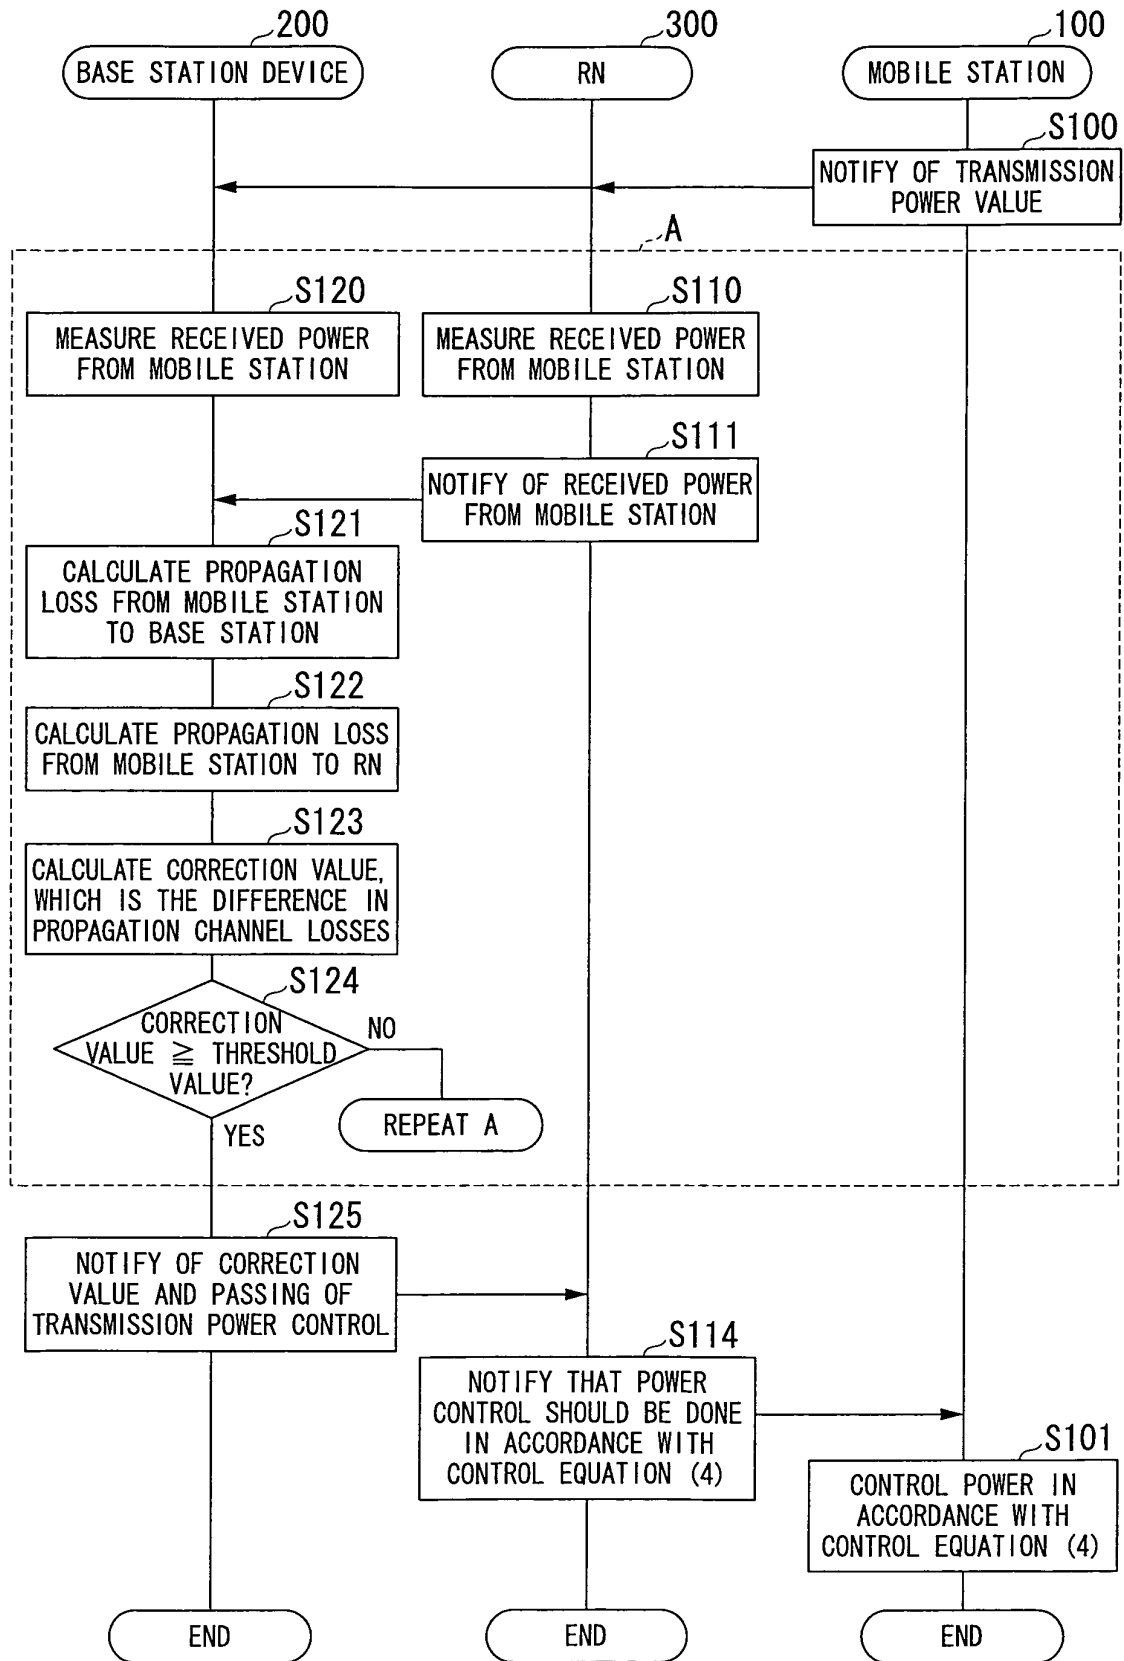 200
300
100
BASE STATION DEVICE
RN
MOBILE STATION
S100
NOTIFY OF TRANSMISSION
POWER VALUE
A
S120
S110
MEASURE RECEIVED POWER
FROM MOBILE STATION
MEASURE RECEIVED POWER
FROM MOBILE STATION
S111
NOTIFY OF RECEIVED POWER
FROM MOBILE STATION
S121
CALCULATE PROPAGATION
LOSS FROM MOBILE STATION
TO BASE STATION
S122
CALCULATE PROPAGATION LOSS
FROM MOBILE STATION TO RN
S123
CALCULATE CORRECTION VALUE,
WHICH IS THE DIFFERENCE IN
PROPAGATION CHANNEL LOSSES
S124
CORRECTION
VALUE ≧ THRESHOLD
VALUE?
NO
REPEAT A
YES
S125
NOTIFY OF CORRECTION
VALUE AND PASSING OF
TRANSMISSION POWER CONTROL
S114
NOTIFY THAT POWER
CONTROL SHOULD BE DONE
IN ACCORDANCE WITH
CONTROL EQUATION (4)
S101
CONTROL POWER IN
ACCORDANCE WITH
CONTROL EQUATION (4)
END
END
END